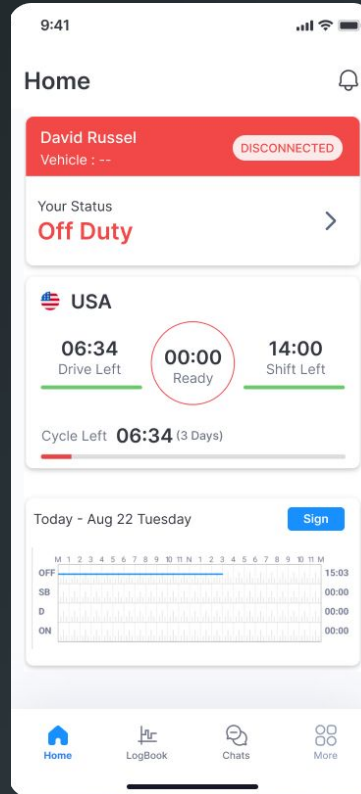 9:41
Home
David Russel
Vehicle : --
DISCONNECTED
Your Status
Off Duty
USA
06:34
Drive Left
00:00
Ready
14:00
Shift Left
Cycle Left 06:34 (3 Days)
Today - Aug 22 Tuesday
Sign
M 1 2 3 4 5 6 7 8 9 10 11 N 1 2 3 4 5 6 7 8 9 10 11 M
OFF 15:03
SB 00:00
D 00:00
ON 00:00
Home LogBook Chats More